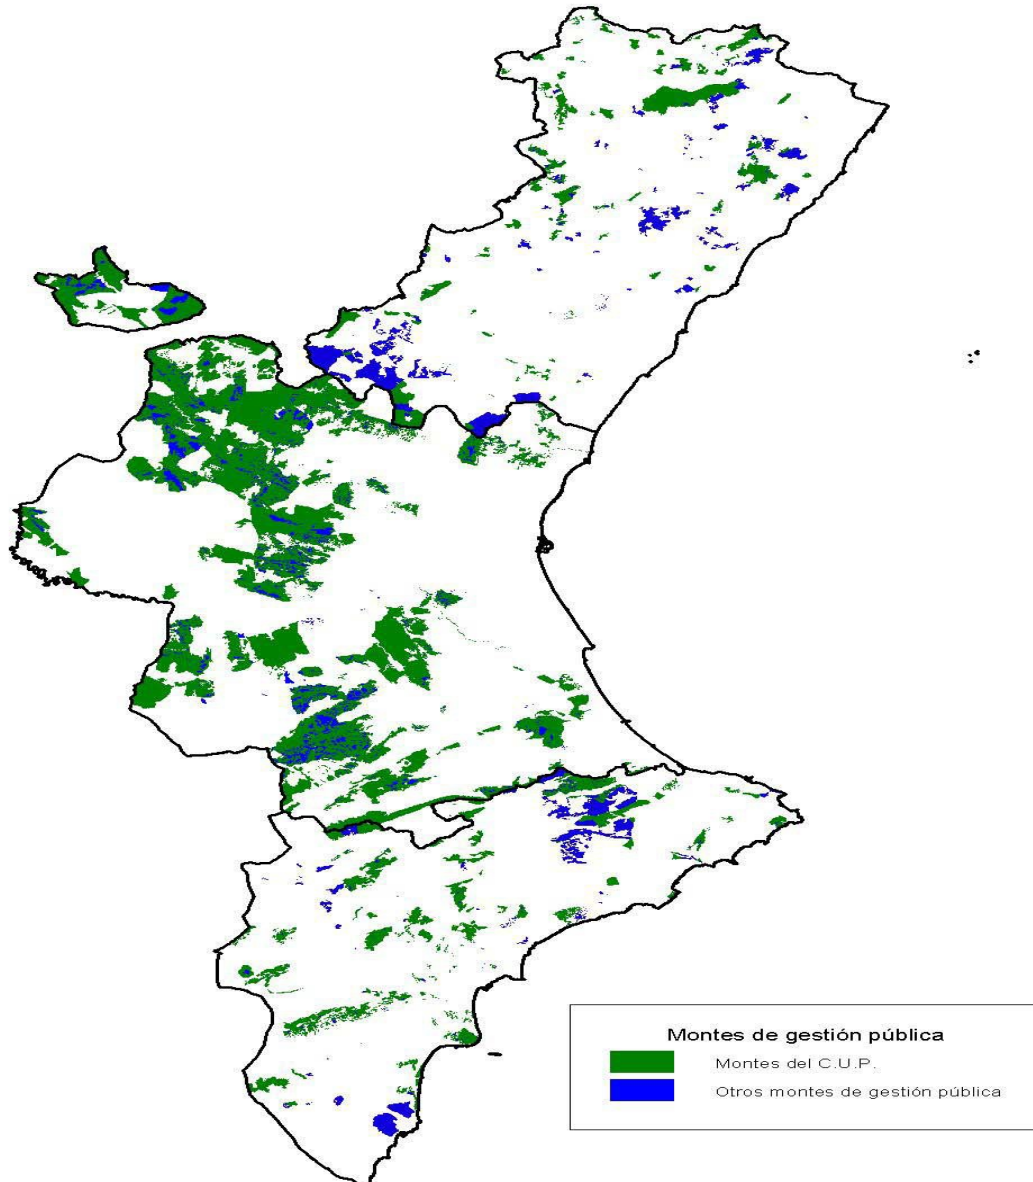 Montes de gestión pública
Montes del C.U.P.
Otros montes de gestión pública